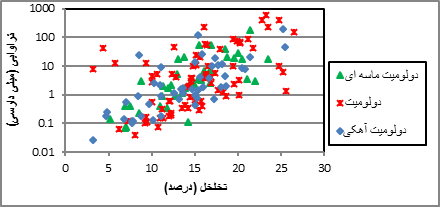 1000
100
10
1
0.1
0.01
0
5
10
15
20
25
30
تراوایی (میلی دارسی)
تخلخل (درصد)
دولومیت ماسه ای
دولومیت
دولومیت آهکی